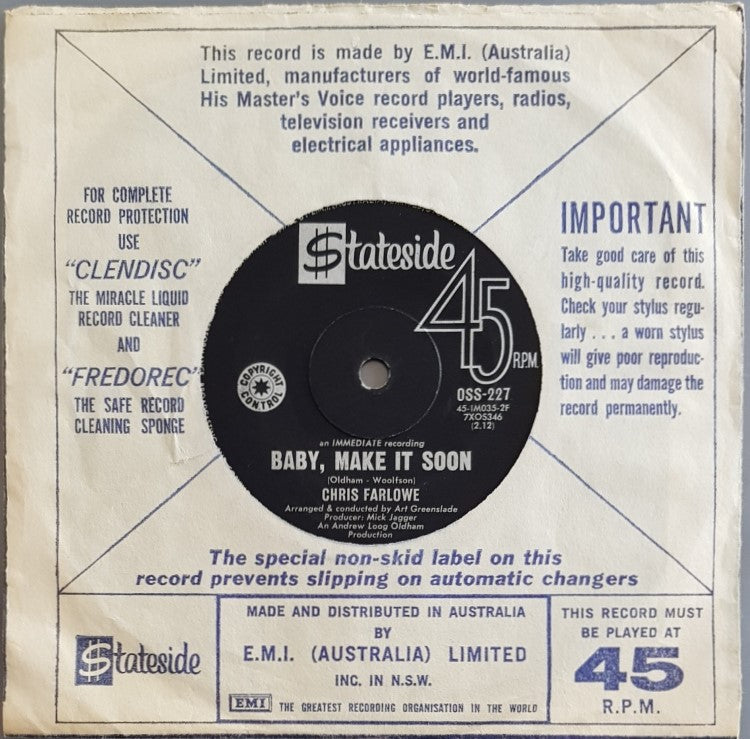 This record is made by E.M.I. (Australia)
Limited, manufacturers of world-famous
His Master's Voice record players, radios,
television receivers and
electrical appliances.
FOR COMPLETE
RECORD PROTECTION
USE
"CLENDISC"
THE MIRACLE LIQUID
RECORD CLEANER
AND
"FREDOREC"
THE SAFE RECORD
CLEANING SPONGE
IMPORTANT
Take good care of this
high-quality record.
Check your stylus regu-
larly . . . a worn stylus
will give poor reproduc-
tion and may damage the
record permanently.
$tateside
45
R.P.M.
COPYRIGHT
CONTROL
OSS-227
45-IM035-2F
7XOS346
(2.12)
an IMMEDIATE recording
BABY, MAKE IT SOON
(Oldham - Woolfson)
CHRIS FARLOWE
Arranged & conducted by Art Greenslade
Producer: Mick Jagger
An Andrew Loog Oldham
Production
The special non-skid label on this
record prevents slipping on automatic changers
$tateside
MADE AND DISTRIBUTED IN AUSTRALIA
BY
E.M.I. (AUSTRALIA) LIMITED
INC. IN N.S.W.
EMI THE GREATEST RECORDING ORGANISATION IN THE WORLD
THIS RECORD MUST
BE PLAYED AT
45
R.P.M.